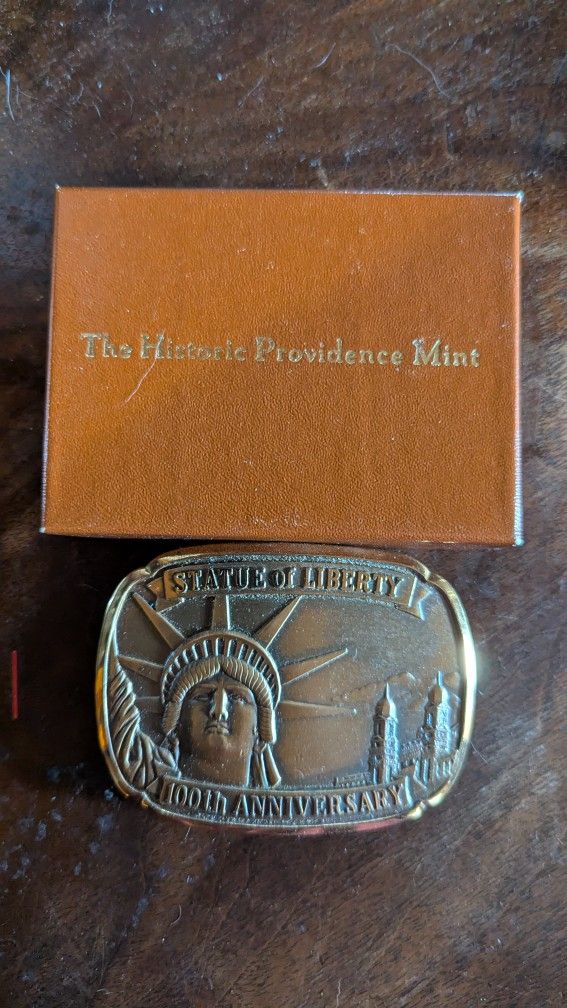 The Historic Providence Mint
STATUE of LIBERTY
100th ANNIVERSARY